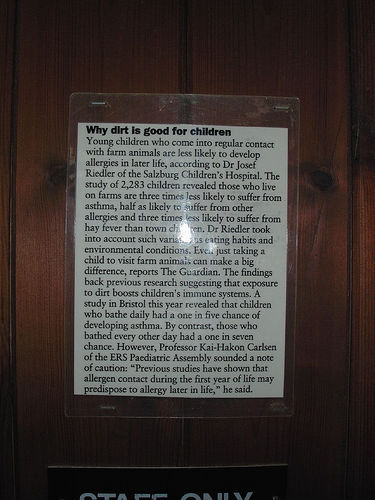 Why dirt is good for children
Young children who come into regular contact
with farm animals are less likely to develop
allergies in later life, according to Dr Josef
Riedler of the Salzburg Children's Hospital. The
study of 2,283 children revealed those who live
on farms are three times less likely to suffer from
asthma, half as likely to suffer from other
allergies and three times less likely to suffer from
hay fever than town children. Dr Riedler took
into account such variations eating habits and
environmental conditions. Even just taking a
child to visit farm animals can make a big
difference, reports The Guardian. The findings
back previous research suggesting that exposure
to dirt boosts children's immune systems. A
study in Bristol this year revealed that children
who bathe daily had a one in five chance of
developing asthma. By contrast, those who
bathed every other day had a one in seven
chance. However, Professor Kai-Hakon Carlsen
of the ERS Paediatric Assembly sounded a note
of caution: "Previous studies have shown that
allergen contact during the first year of life may
predispose to allergy later in life," he said.
STAFF ONLY